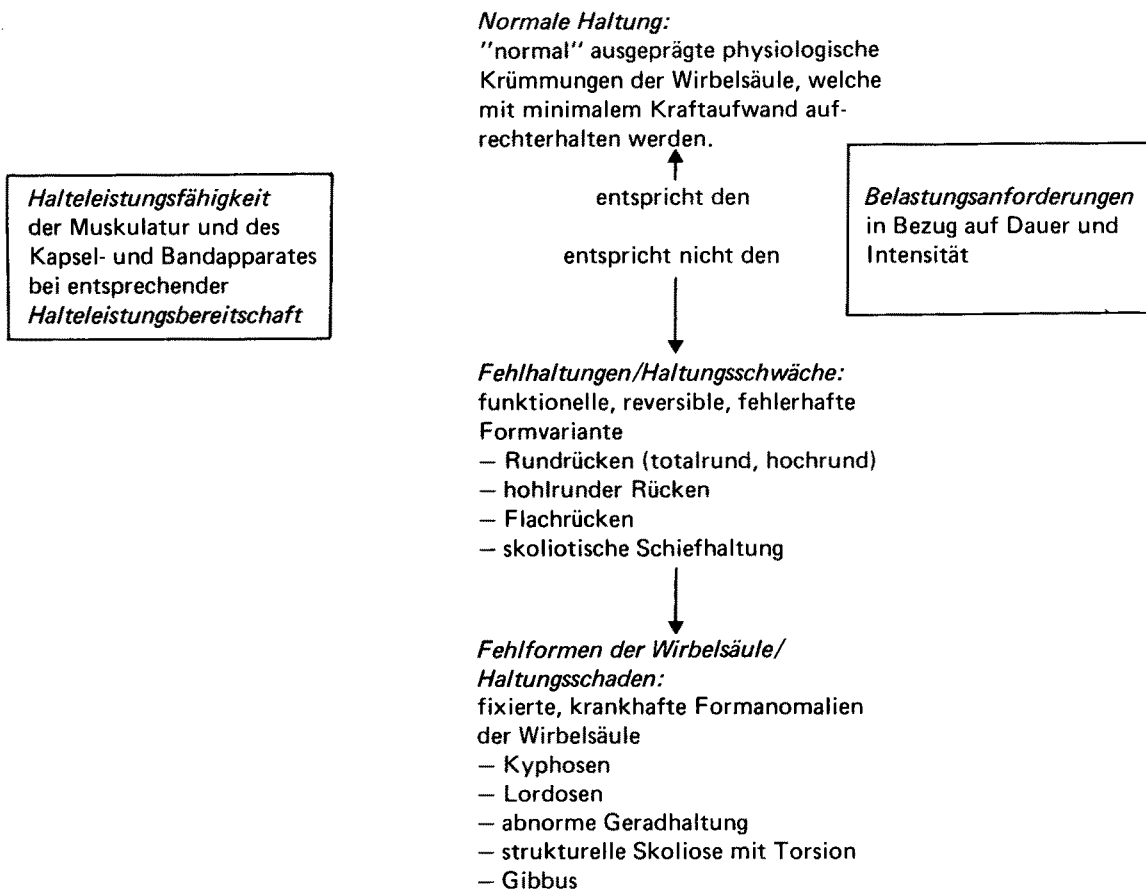 Normale Haltung:
"normal" ausgeprägte physiologische
Krümmungen der Wirbelsäule, welche
mit minimalem Kraftaufwand auf-
rechterhalten werden.
Halteleistungsfähigkeit
der Muskulatur und des
Kapsel- und Bandapparates
bei entsprechender
Halteleistungsbereitschaft
entspricht den
entspricht nicht den
Belastungsanforderungen
in Bezug auf Dauer und
Intensität
Fehlhaltungen/Haltungsschwäche:
funktionelle, reversible, fehlerhafte
Formvariante
— Rundrücken (totalrund, hochrund)
— hohlrunder Rücken
— Flachrücken
— skoliotische Schiefhaltung
Fehlformen der Wirbelsäule/
Haltungsschaden:
fixierte, krankhafte Formanomalien
der Wirbelsäule
— Kyphosen
— Lordosen
— abnorme Geradhaltung
— strukturelle Skoliose mit Torsion
— Gibbus